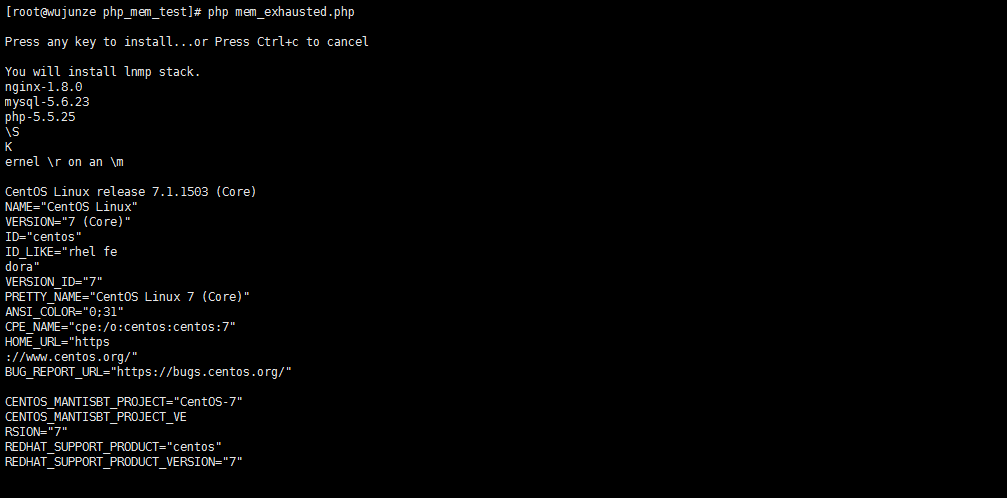 [root@wujunze php_mem_test]# php mem_exhausted.php
Press any key to install...or Press Ctrl+c to cancel
You will install lnmp stack.
nginx-1.8.0
mysql-5.6.23
php-5.5.25
\S
K
ernel \r on an \m
CentOS Linux release 7.1.1503 (Core)
NAME="CentOS Linux"
VERSION="7 (Core)"
ID="centos"
ID_LIKE="rhel fe
dora"
VERSION_ID="7"
PRETTY_NAME="CentOS Linux 7 (Core)"
ANSI_COLOR="0;31"
CPE_NAME="cpe:/o:centos:centos:7"
HOME_URL="https
://www.centos.org/"
BUG_REPORT_URL="https://bugs.centos.org/"
CENTOS_MANTISBT_PROJECT="CentOS-7"
CENTOS_MANTISBT_PROJECT_VE
RSION="7"
REDHAT_SUPPORT_PRODUCT="centos"
REDHAT_SUPPORT_PRODUCT_VERSION="7"